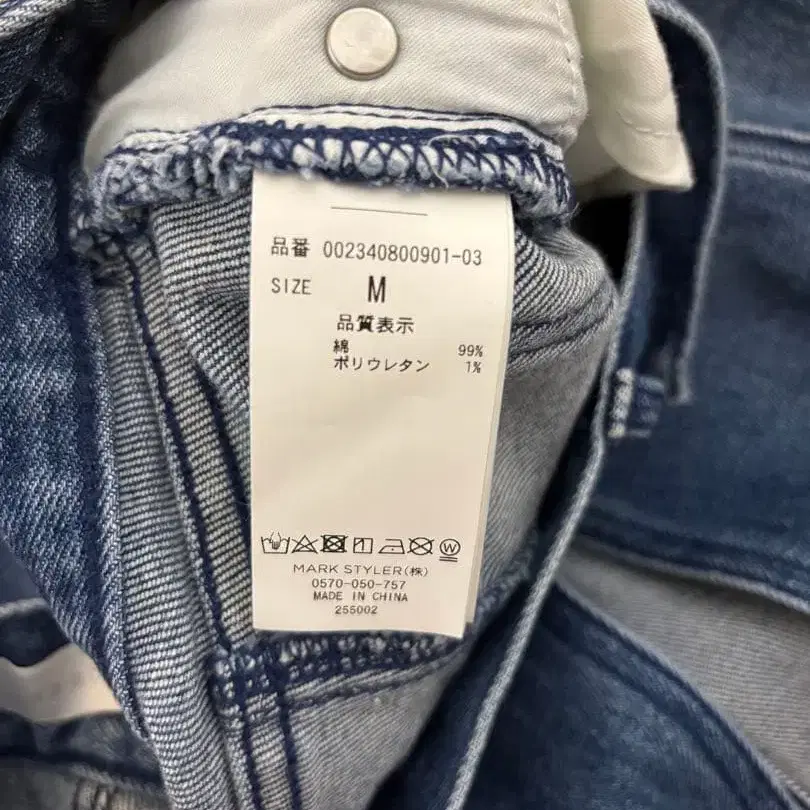 品番 002340800901-03
SIZE M
品質表示
綿 99%
ポリウレタン 1%
W
MARK STYLER(株)
0570-050-757
MADE IN CHINA
255002